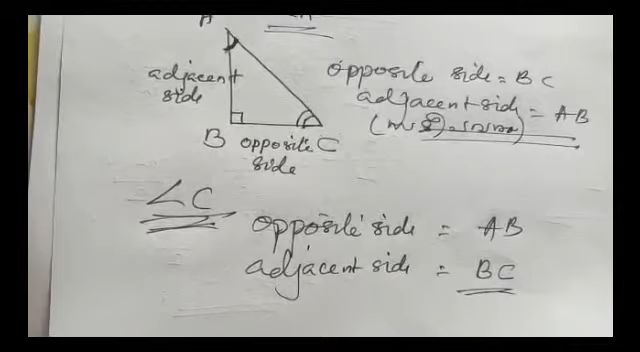 A
adjacent
side
B opposite C
side
opposite side = BC
adjacent side = AB
∠C
opposite side = AB
adjacent side = BC